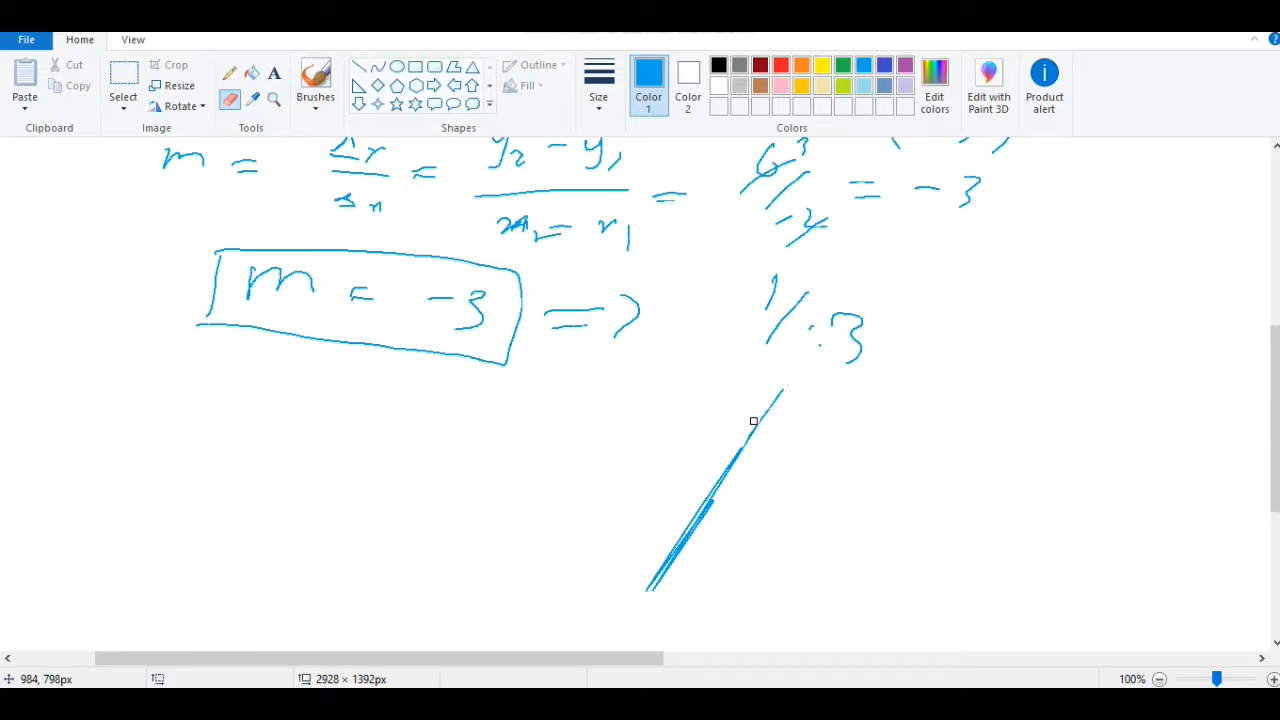 File Home View
Paste Cut Copy Select Crop Resize Rotate Brushes Outline Fill Size Color 1 Color 2 Edit colors Edit with Paint 3D Product alert
Clipboard Image Tools Shapes Colors
m = = y2 - y1 = 6 3 / -2 = - 3
x2 = x1
m = - 3 => 1/ 3
984, 798px 2928 × 1392px 100%